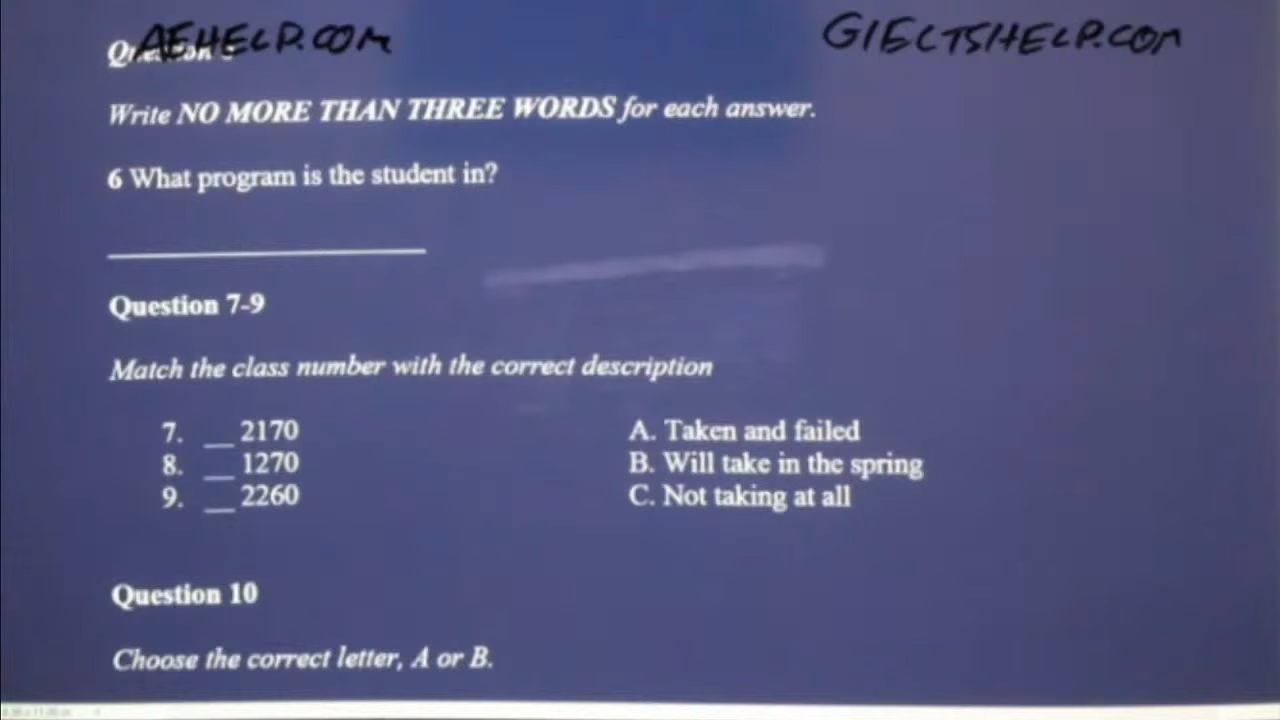 AEHELP.COM
GIELTSHELP.COM
Question
Write NO MORE THAN THREE WORDS for each answer.
6 What program is the student in?
Question 7-9
Match the class number with the correct description
7. __ 2170
A. Taken and failed
8. __ 1270
B. Will take in the spring
9. __ 2260
C. Not taking at all
Question 10
Choose the correct letter, A or B.